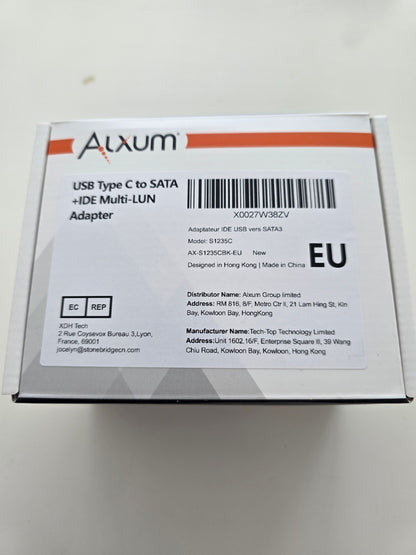 ALXUM
USB Type C to SATA
+IDE Multi-LUN
Adapter
X0027W38ZV
Adaptateur IDE USB vers SATA3
Model: S1235C
AX-S1235CBK-EU New
Designed in Hong Kong | Made in China
EU
EC REP
XDH Tech
2 Rue Coysevox Bureau 3,Lyon,
France, 69001
jocelyn@stonebridgecn.com
Distributor Name: Alxum Group limited
Address: RM 816, 8/F, Metro Ctr II, 21 Lam Hing St, Kln
Bay, Kowloon Bay, HongKong
Manufacturer Name:Tech-Top Technology Limited
Address:Unit 1602,16/F, Enterprise Square III, 39 Wang
Chiu Road, Kowloon Bay, Kowloon, Hong Kong